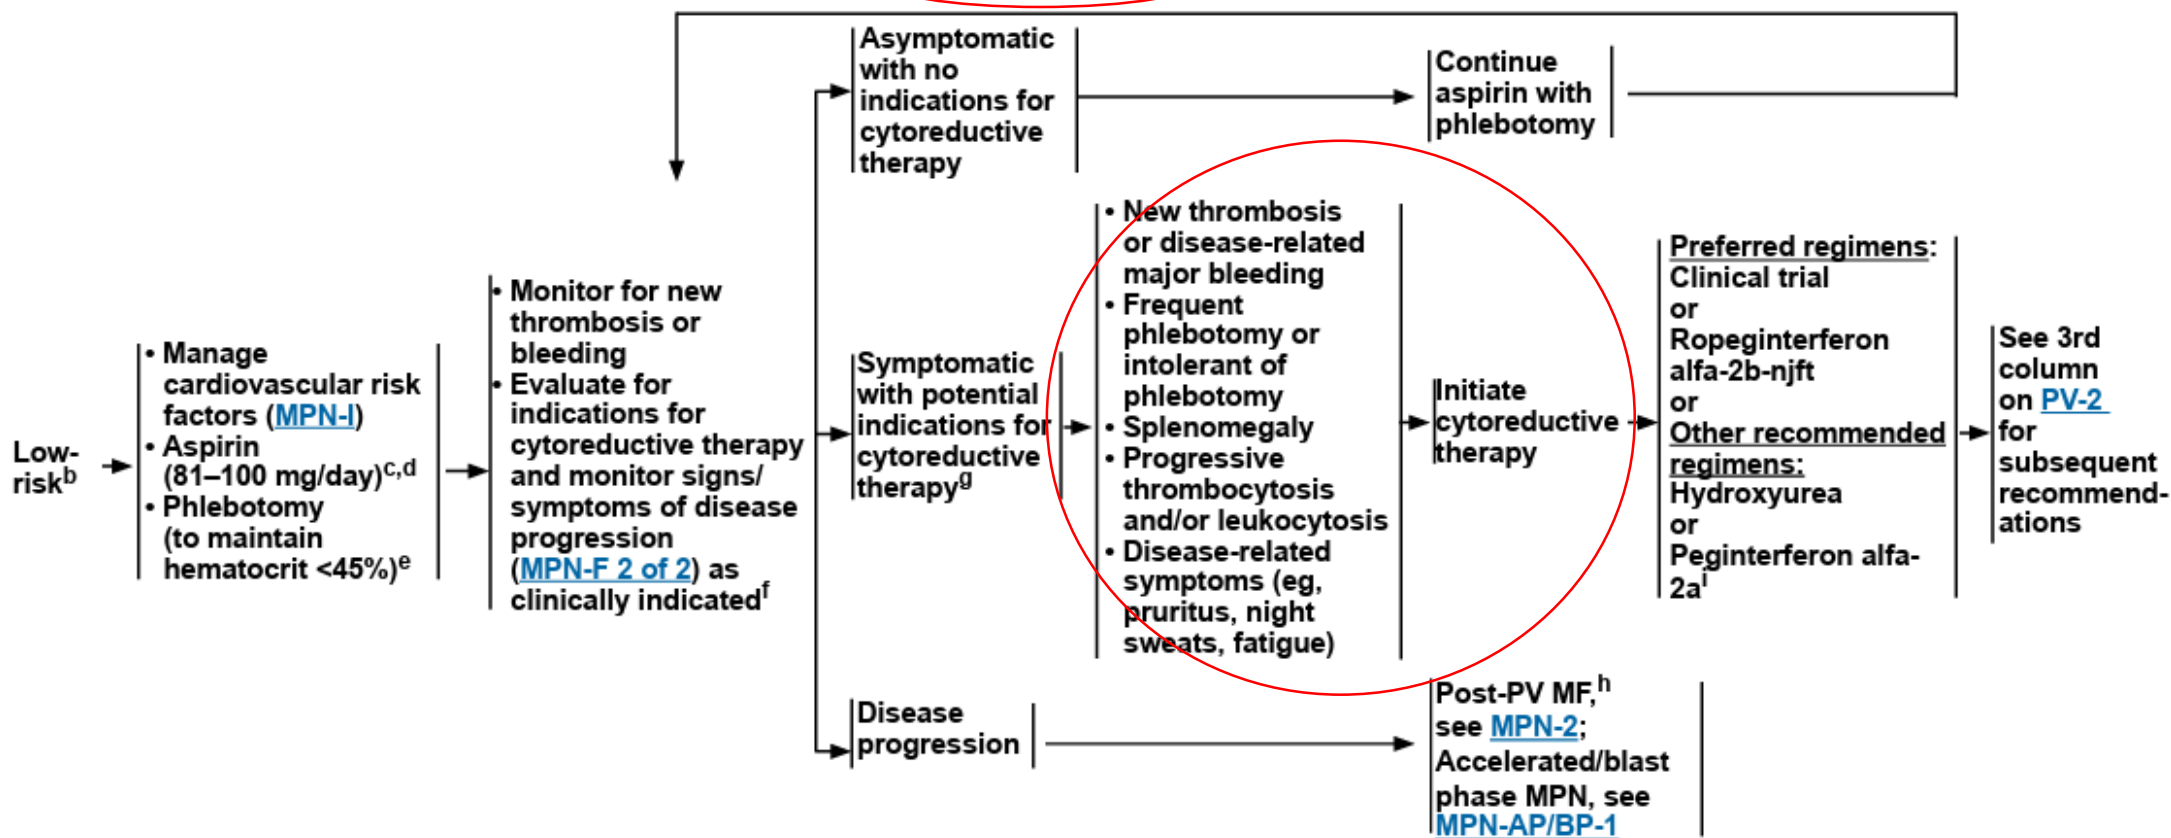 Low-
risk^b
• Manage
cardiovascular risk
factors (MPN-I)
• Aspirin
(81–100 mg/day)^c,d
• Phlebotomy
(to maintain
hematocrit <45%)^e
• Monitor for new
thrombosis or
bleeding
• Evaluate for
indications for
cytoreductive therapy
and monitor signs/
symptoms of disease
progression
(MPN-F 2 of 2) as
clinically indicated^f
Asymptomatic
with no
indications for
cytoreductive
therapy
Continue
aspirin with
phlebotomy
Symptomatic
with potential
indications for
cytoreductive
therapy^g
• New thrombosis
or disease-related
major bleeding
• Frequent
phlebotomy or
intolerant of
phlebotomy
• Splenomegaly
• Progressive
thrombocytosis
and/or leukocytosis
• Disease-related
symptoms (eg,
pruritus, night
sweats, fatigue)
Initiate
cytoreductive
therapy
Preferred regimens:
Clinical trial
or
Ropeginterferon
alfa-2b-njft
or
Other recommended
regimens:
Hydroxyurea
or
Peginterferon alfa-
2a^i
See 3rd
column
on PV-2
for
subsequent
recommend-
ations
Disease
progression
Post-PV MF,^h
see MPN-2;
Accelerated/blast
phase MPN, see
MPN-AP/BP-1